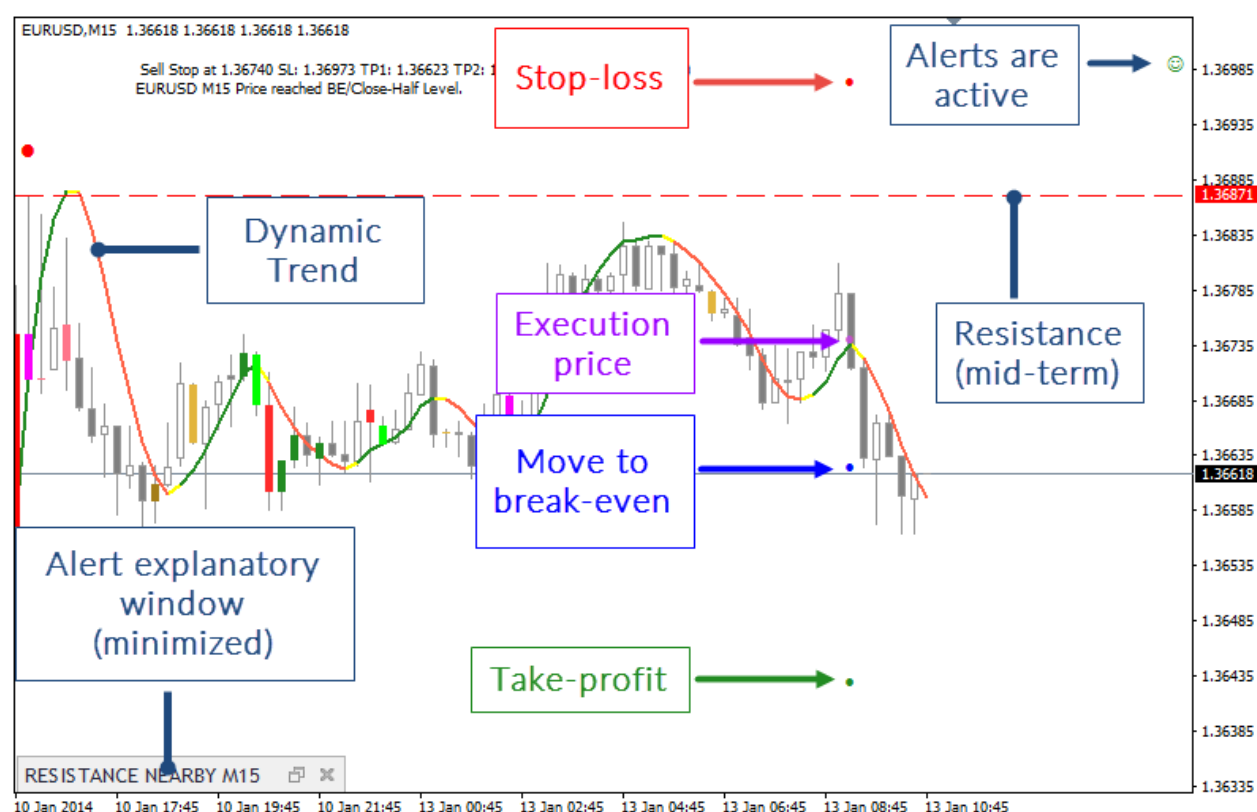 EURUSD,M15 1.36618 1.36618 1.36618 1.36618
Sell Stop at 1.36740 SL: 1.36973 TP1: 1.36623 TP2: 1
EURUSD M15 Price reached BE/Close-Half Level.
Stop-loss
Alerts are
active
Dynamic
Trend
Execution
price
Resistance
(mid-term)
Move to
break-even
Alert explanatory
window
(minimized)
Take-profit
RESISTANCE NEARBY M15
1.36985
1.36935
1.36885
1.36871
1.36835
1.36785
1.36735
1.36685
1.36635
1.36618
1.36585
1.36535
1.36485
1.36435
1.36385
1.36335
10 Jan 2014 10 Jan 17:45 10 Jan 19:45 10 Jan 21:45 13 Jan 00:45 13 Jan 02:45 13 Jan 04:45 13 Jan 06:45 13 Jan 08:45 13 Jan 10:45